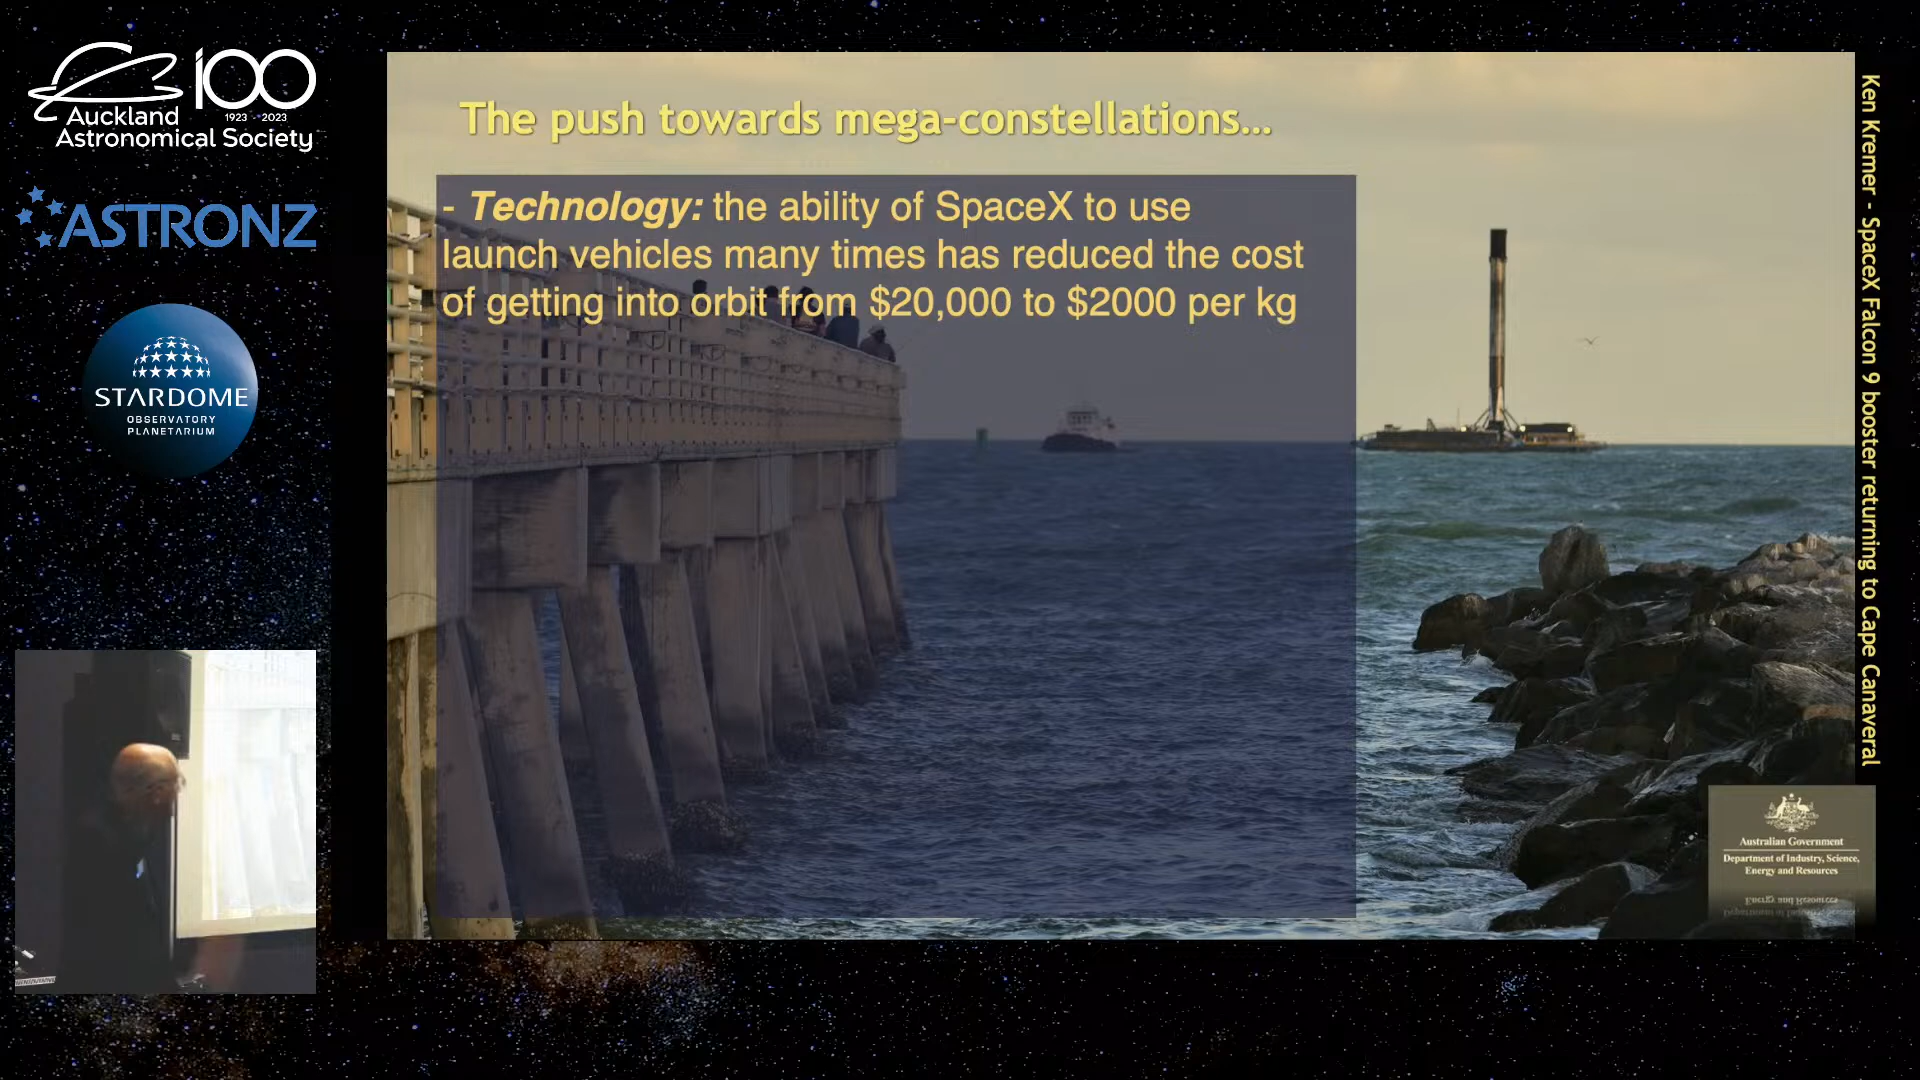 100
1923 - 2023
Auckland
Astronomical Society
ASTRONZ
STARDOME
OBSERVATORY
PLANETARIUM
The push towards mega-constellations...
- Technology: the ability of SpaceX to use
launch vehicles many times has reduced the cost
of getting into orbit from $20,000 to $2000 per kg
Ken Kremer - SpaceX Falcon 9 booster returning to Cape Canaveral
Australian Government
Department of Industry, Science,
Energy and Resources